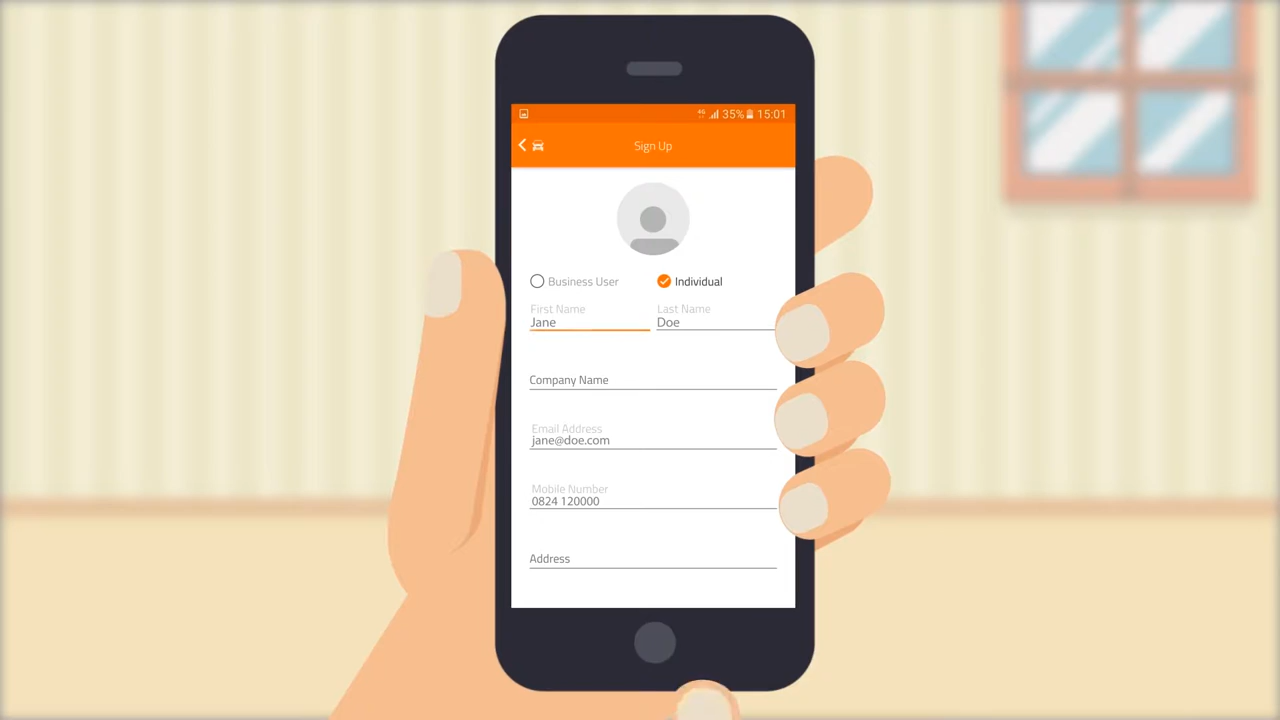 4G 35% 15:01
Sign Up
Business User Individual
First Name Last Name
Jane Doe
Company Name
Email Address
jane@doe.com
Mobile Number
0824 120000
Address